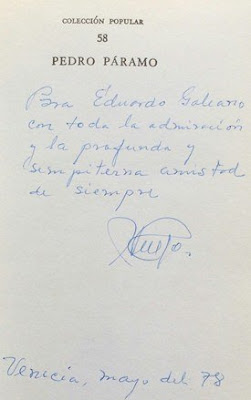 COLECCIÓN POPULAR
58
PEDRO PÁRAMO
Para Eduardo Galeano
con toda la admiración
y la profunda y
sempiterna amistad
de siempre
Venecia, mayo del 78